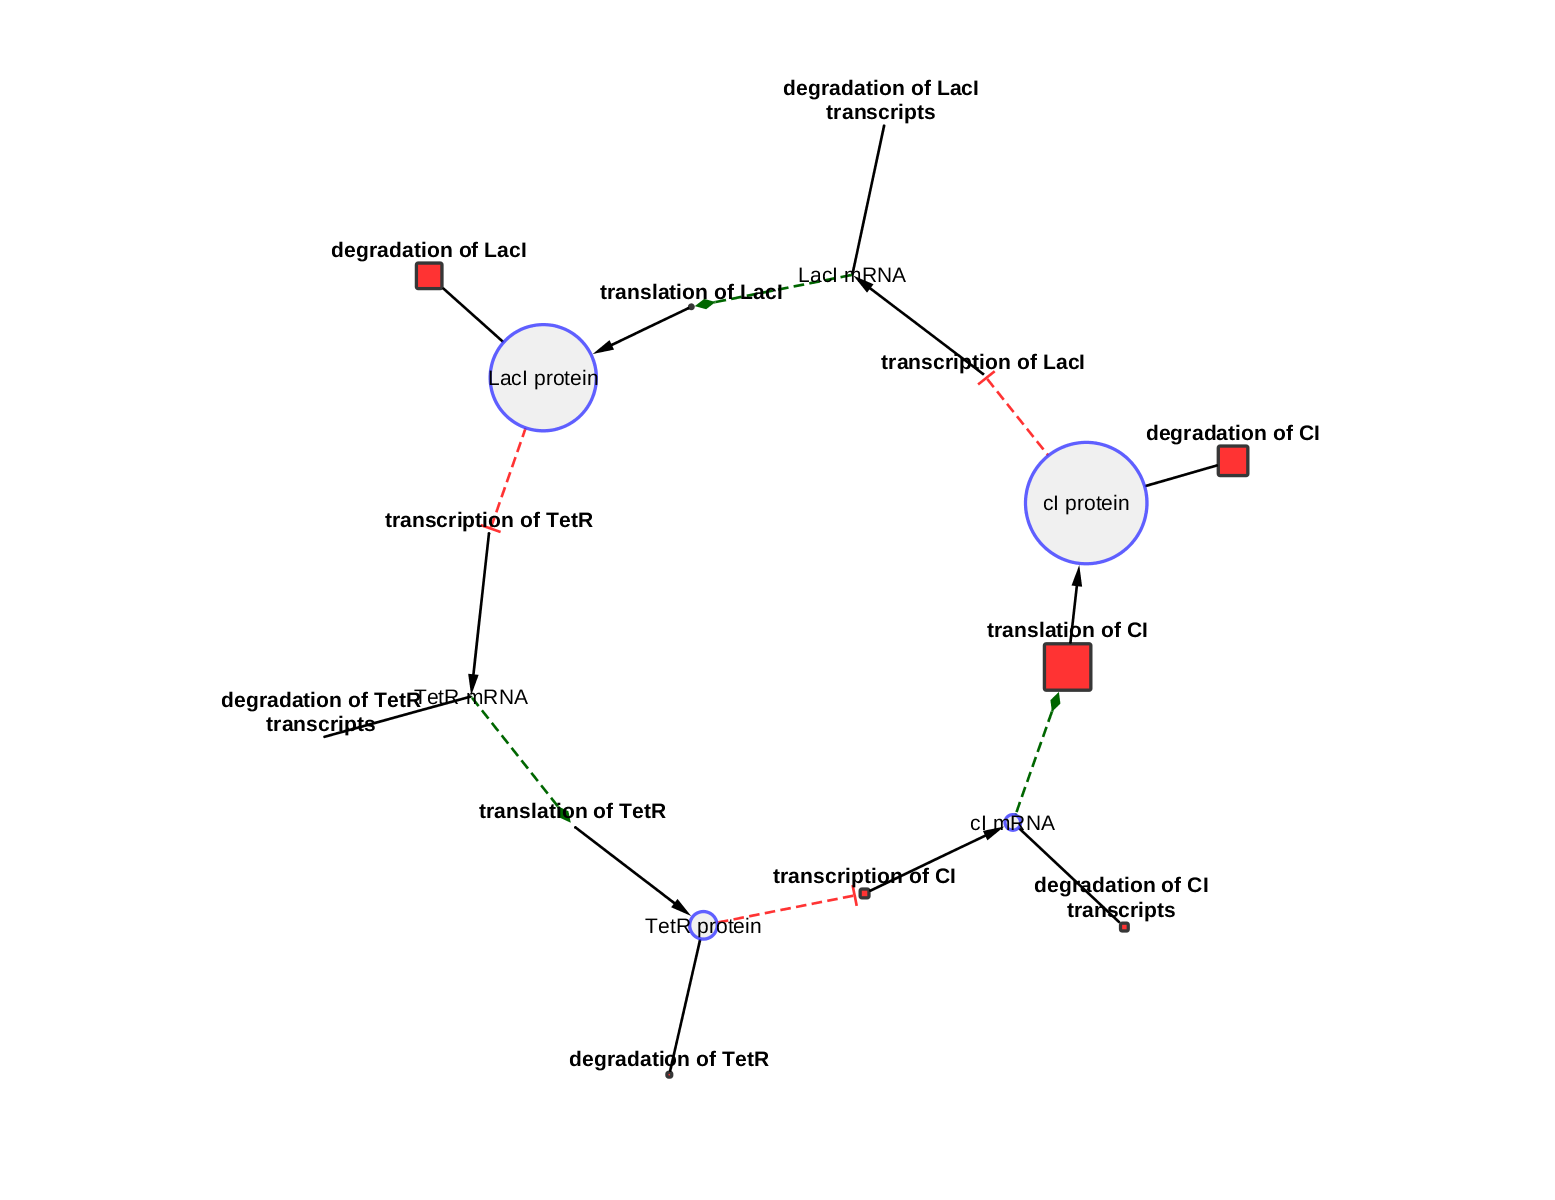 degradation of LacI
transcripts
degradation of LacI
LacI mRNA
translation of LacI
transcription of LacI
LacI protein
degradation of CI
cI protein
transcription of TetR
translation of CI
degradation of TetR
transcripts
TetR mRNA
translation of TetR
cI mRNA
transcription of CI
degradation of CI
transcripts
TetR protein
degradation of TetR